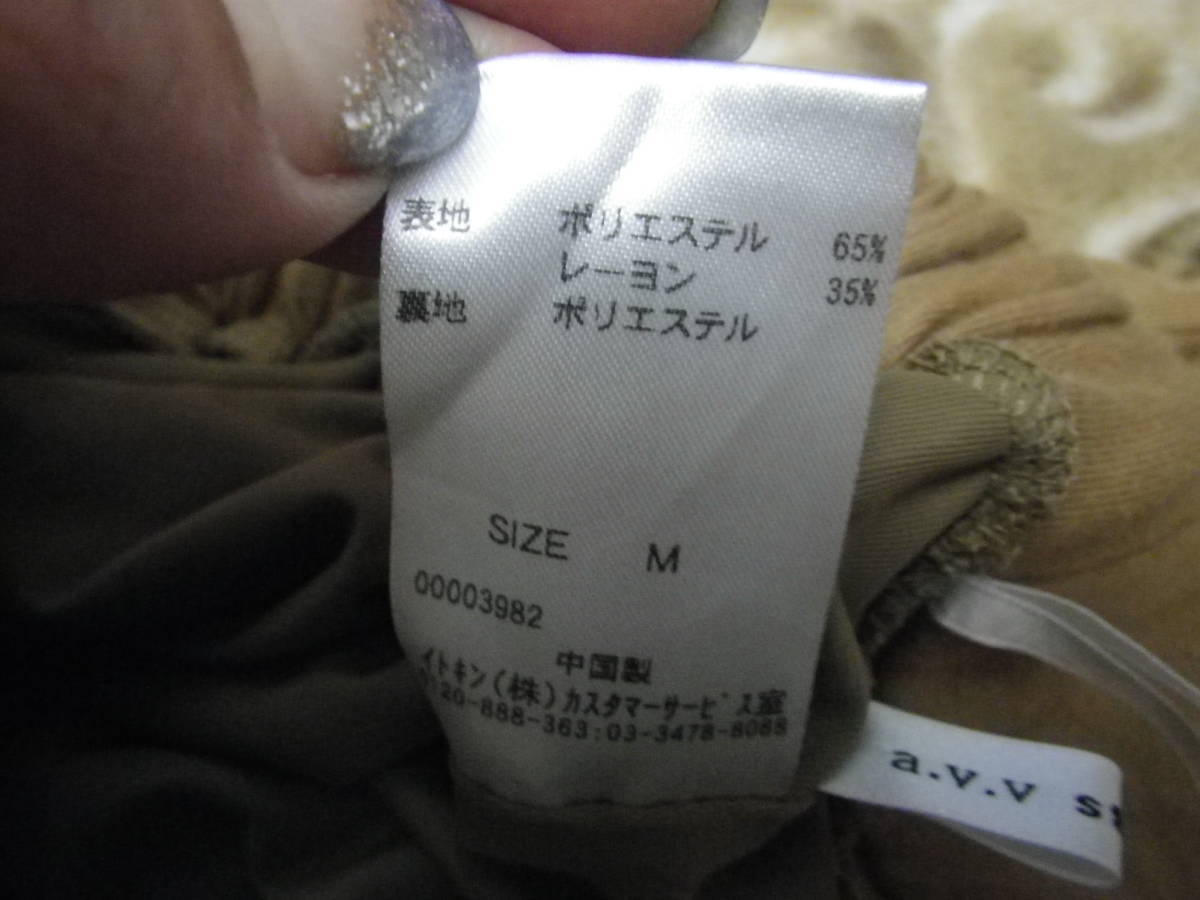 表地 ポリエステル 65%
レーヨン 35%
裏地 ポリエステル
SIZE M
00003982
中国製
イトキン(株)カスタマーサービス室
20-888-363:03-3478-8088
a.v.v